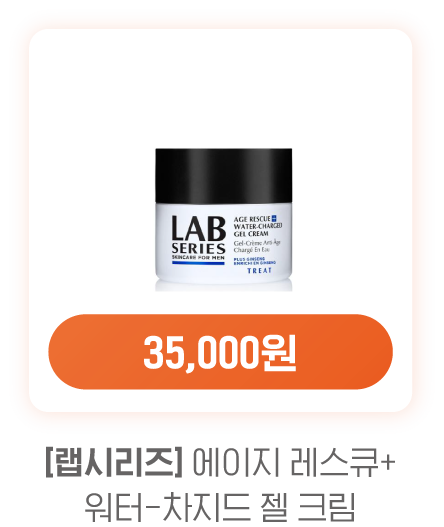 LAB
SERIES
SKINCARE FOR MEN
AGE RESCUE+
WATER-CHARGED
GEL CREAM
Gel-Crème Anti-Âge
Chargé En Eau
PLUS GINSENG
ENRICHI EN GINSENG
TREAT
35,000원
[랩시리즈] 에이지 레스큐+
워터-차지드 젤 크림